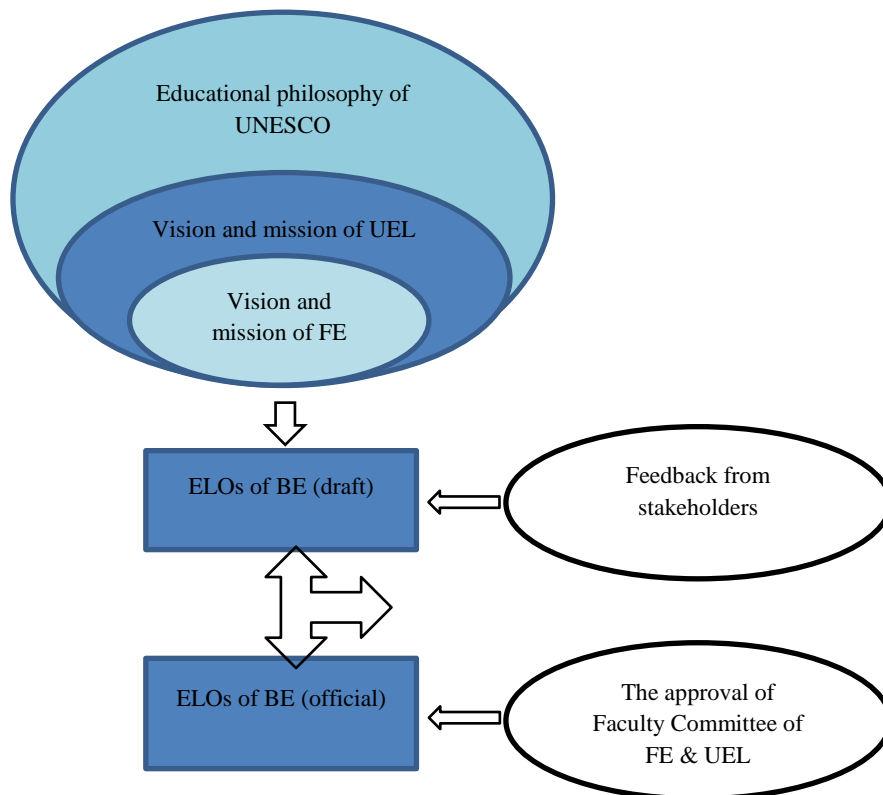 Educational philosophy of
UNESCO
Vision and mission of UEL
Vision and
mission of FE
ELOs of BE (draft)
Feedback from
stakeholders
ELOs of BE (official)
The approval of
Faculty Committee of
FE & UEL